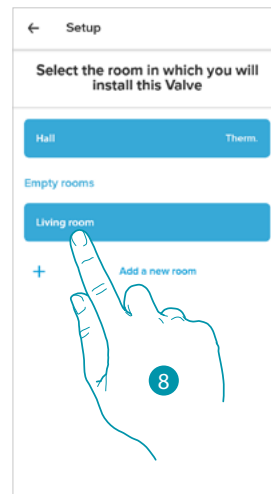 ← Setup
Select the room in which you will
install this Valve
Hall Therm.
Empty rooms
Living room
+ Add a new room
8